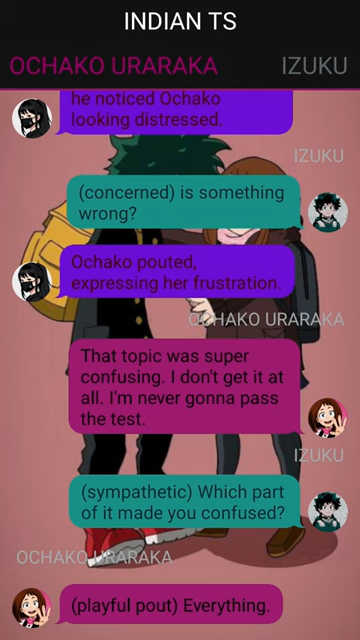 INDIAN TS
OCHAKO URARAKA
IZUKU
he noticed Ochako
looking distressed.
IZUKU
(concerned) is something
wrong?
Ochako pouted,
expressing her frustration.
OCHAKO URARAKA
That topic was super
confusing. I don't get it at
all. I'm never gonna pass
the test.
IZUKU
(sympathetic) Which part
of it made you confused?
OCHAKO URARAKA
(playful pout) Everything.